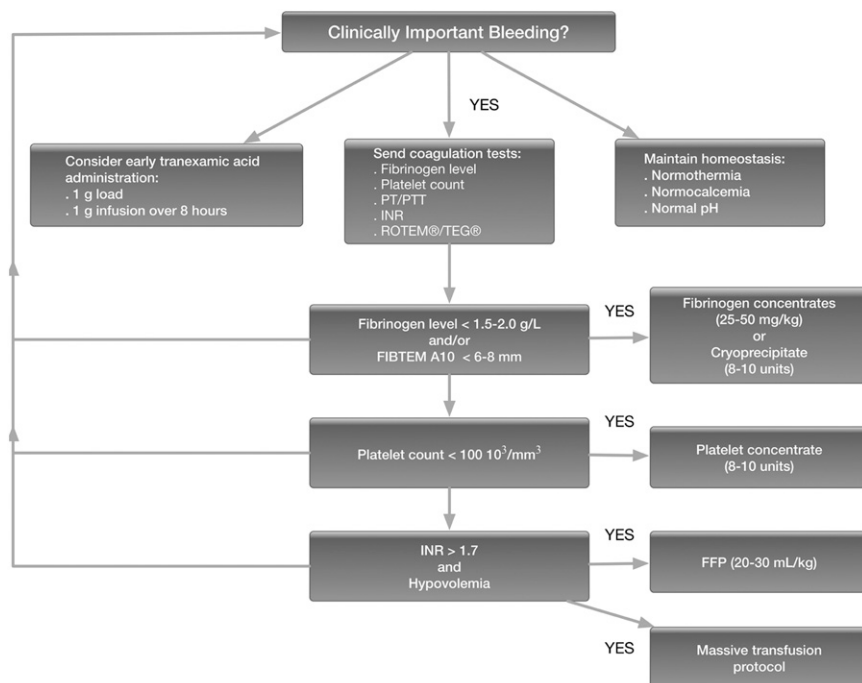 Clinically Important Bleeding?
YES
Consider early tranexamic acid
administration:
. 1 g load
. 1 g infusion over 8 hours
Send coagulation tests:
. Fibrinogen level
. Platelet count
. PT/PTT
. INR
. ROTEM®/TEG®
Maintain homeostasis:
. Normothermia
. Normocalcemia
. Normal pH
Fibrinogen level < 1.5-2.0 g/L
and/or
FIBTEM A10 < 6-8 mm
YES
Fibrinogen concentrates
(25-50 mg/kg)
or
Cryoprecipitate
(8-10 units)
Platelet count < 100 10³/mm³
YES
Platelet concentrate
(8-10 units)
INR > 1.7
and
Hypovolemia
YES
FFP (20-30 mL/kg)
YES
Massive transfusion
protocol